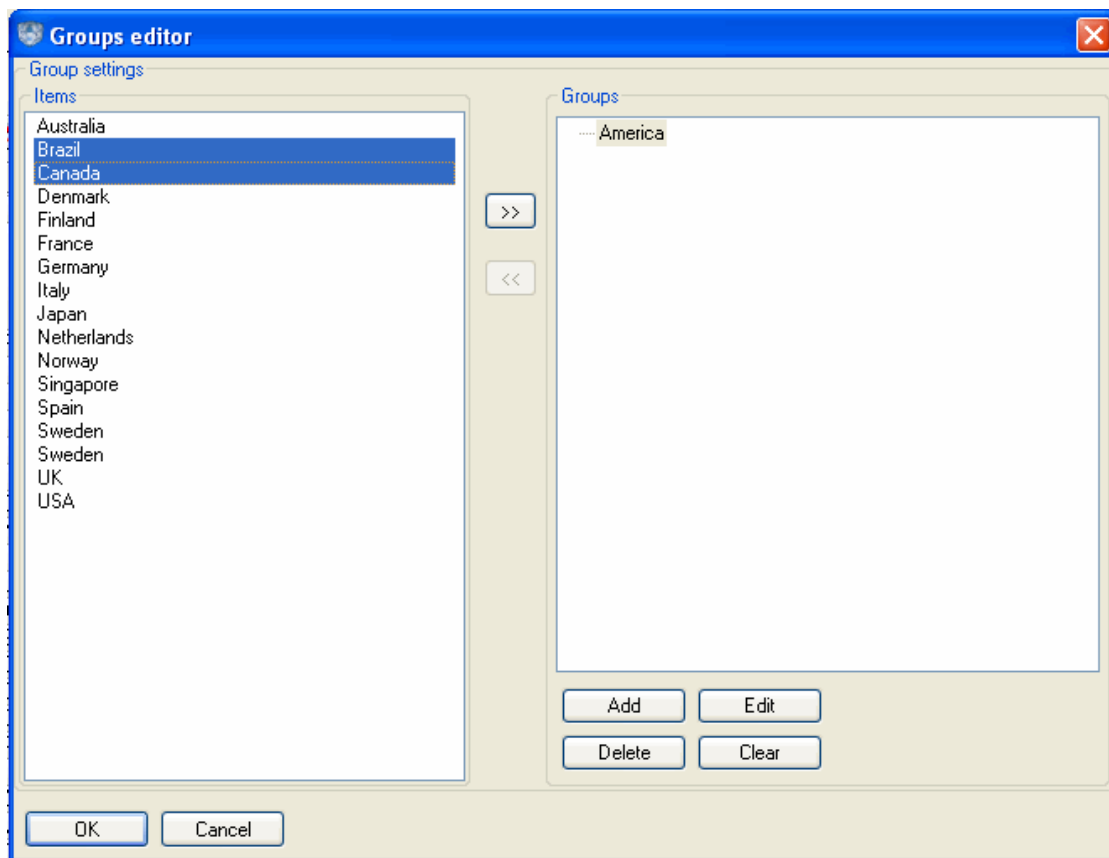 Groups editor
Group settings
Items
Australia
Brazil
Canada
Denmark
Finland
France
Germany
Italy
Japan
Netherlands
Norway
Singapore
Spain
Sweden
Sweden
UK
USA
>>
<<
Groups
America
Add
Edit
Delete
Clear
OK
Cancel